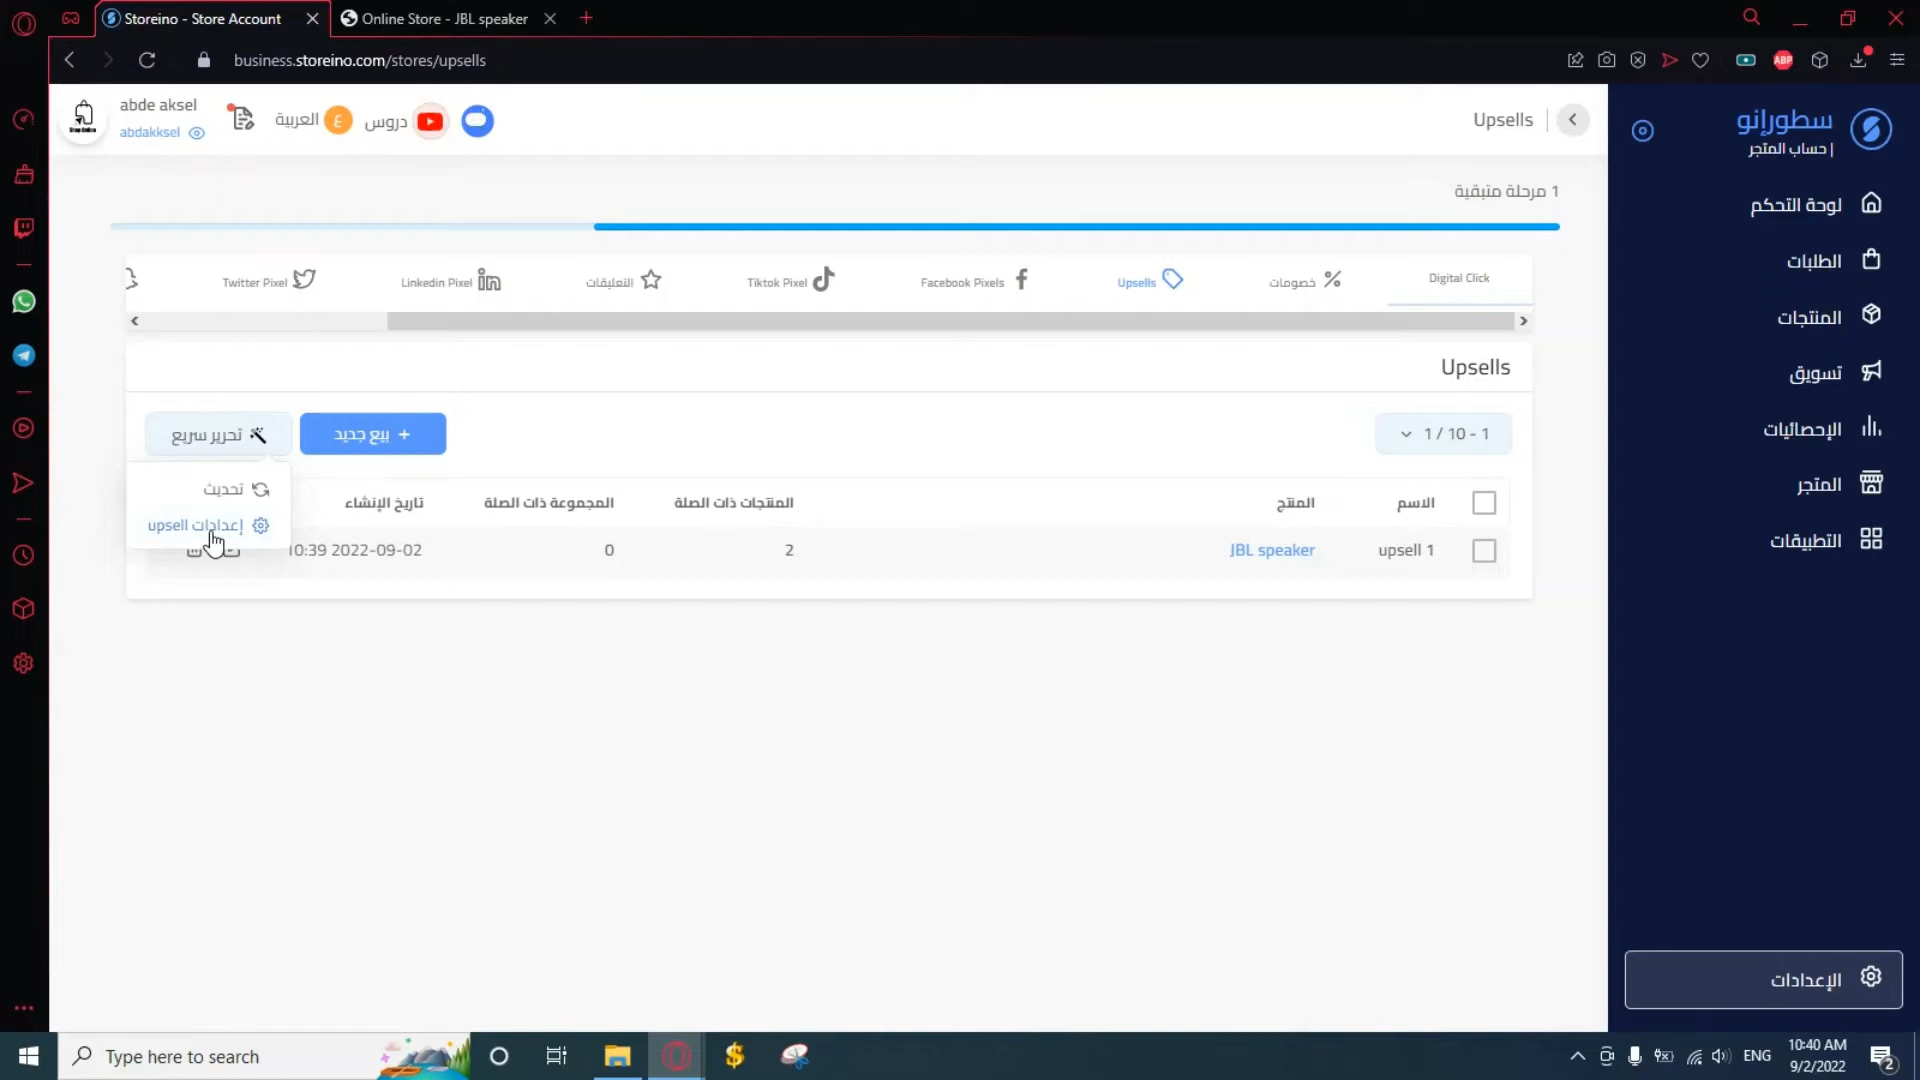 Storeino - Store Account
Online Store - JBL speaker
business.storeino.com/stores/upsells
ABP
abde aksel
abdakksel
العربية
ع
دروس
Upsells
سطورإنو
حساب المتجر |
لوحة التحكم
الطلبات
المنتجات
تسويق
الإحصائيات
المتجر
التطبيقات
الإعدادات
1 مرحلة متبقية
Digital Click
خصومات
Upsells
Facebook Pixels
Tiktok Pixel
التعليقات
Linkedin Pixel
Twitter Pixel
Upsells
1 / 10 - 1
+ بيع جديد
تحرير سريع
تحديث
إعدادات upsell
الاسم
المنتج
المنتجات ذات الصلة
المجموعة ذات الصلة
تاريخ الإنشاء
upsell 1
JBL speaker
2
0
10:39 2022-09-02
Type here to search
ENG
10:40 AM
9/2/2022
2